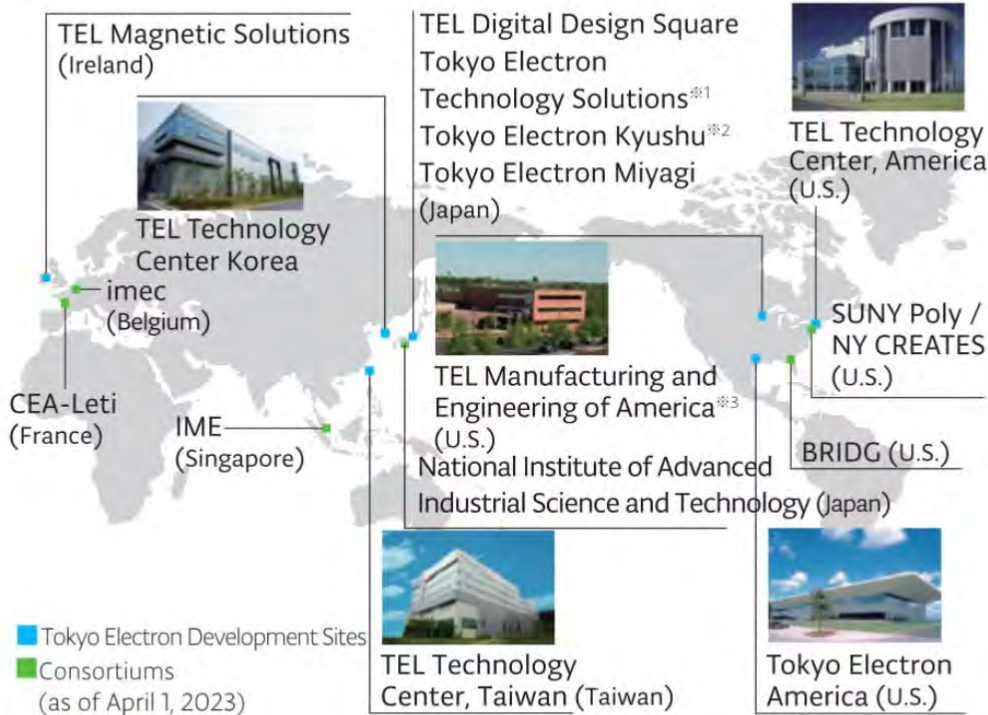 TEL Magnetic Solutions
(Ireland)
TEL Digital Design Square
Tokyo Electron
Technology Solutions※1
Tokyo Electron Kyushu※2
Tokyo Electron Miyagi
(Japan)
TEL Technology
Center, America
(U.S.)
TEL Technology
Center Korea
imec
(Belgium)
CEA-Leti
(France)
IME
(Singapore)
TEL Manufacturing and
Engineering of America※3
(U.S.)
SUNY Poly /
NY CREATES
(U.S.)
BRIDG (U.S.)
National Institute of Advanced
Industrial Science and Technology (Japan)
Tokyo Electron Development Sites
Consortiums
(as of April 1, 2023)
TEL Technology
Center, Taiwan (Taiwan)
Tokyo Electron
America (U.S.)